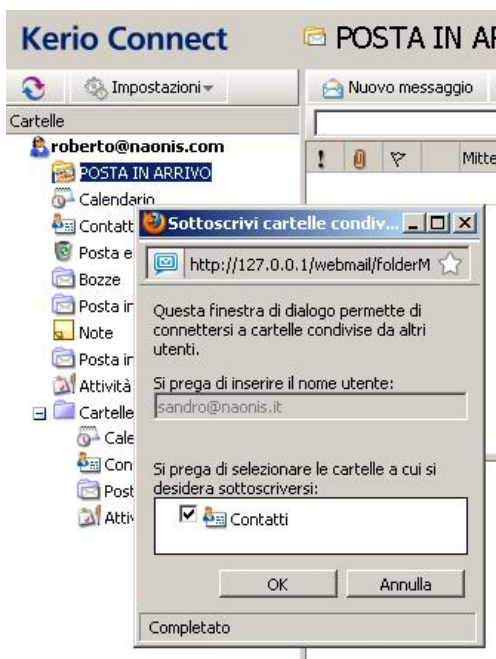 Kerio Connect
POSTA IN
Impostazioni
Nuovo messaggio
Cartelle
roberto@naonis.com
POSTA IN ARRIVO
Calendario
Contatt
Posta e
Bozze
Posta in
Note
Posta in
Attività
Cartelle
Cale
Con
Post
Attiv
Mitte
Sottoscrivi cartelle condiv...
http://127.0.0.1/webmail/folderM
Questa finestra di dialogo permette di
connettersi a cartelle condivise da altri
utenti.
Si prega di inserire il nome utente:
sandro@naonis.it
Si prega di selezionare le cartelle a cui si
desidera sottoscriversi:
Contatti
OK
Annulla
Completato